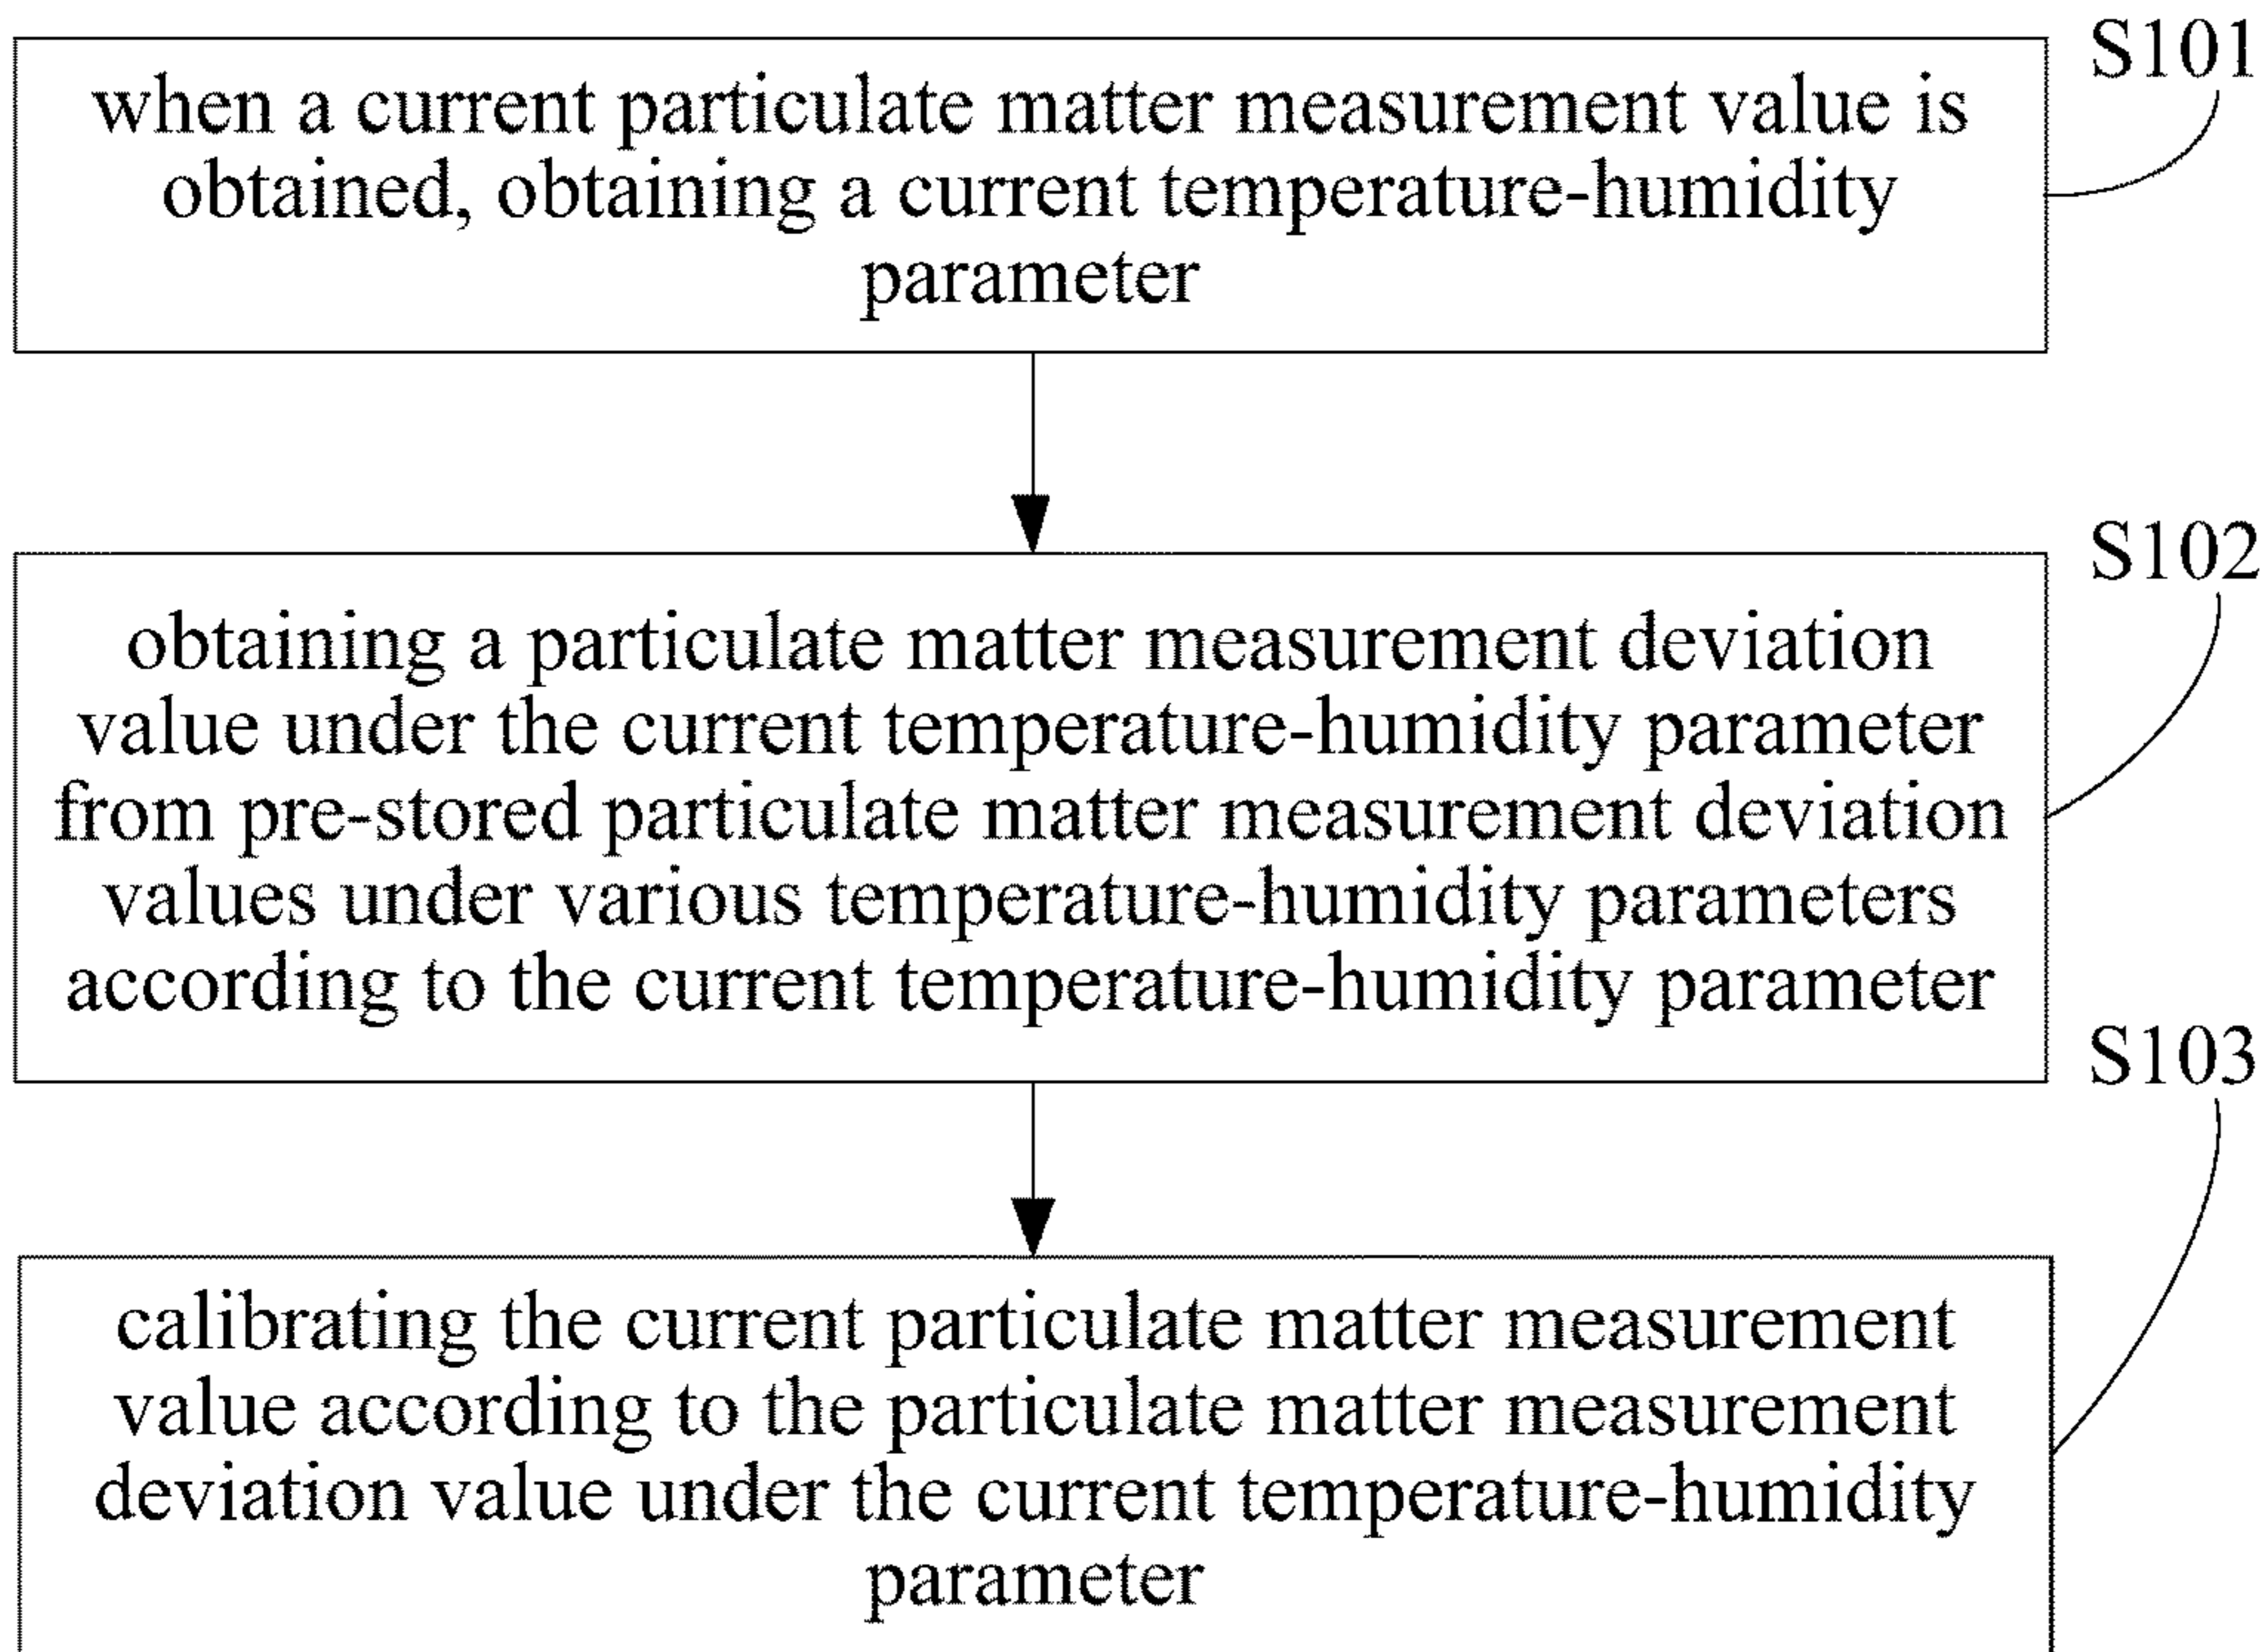 S101
when a current particulate matter measurement value is
obtained, obtaining a current temperature-humidity
parameter
S102
obtaining a particulate matter measurement deviation
value under the current temperature-humidity parameter
from pre-stored particulate matter measurement deviation
values under various temperature-humidity parameters
according to the current temperature-humidity parameter
S103
calibrating the current particulate matter measurement
value according to the particulate matter measurement
deviation value under the current temperature-humidity
parameter